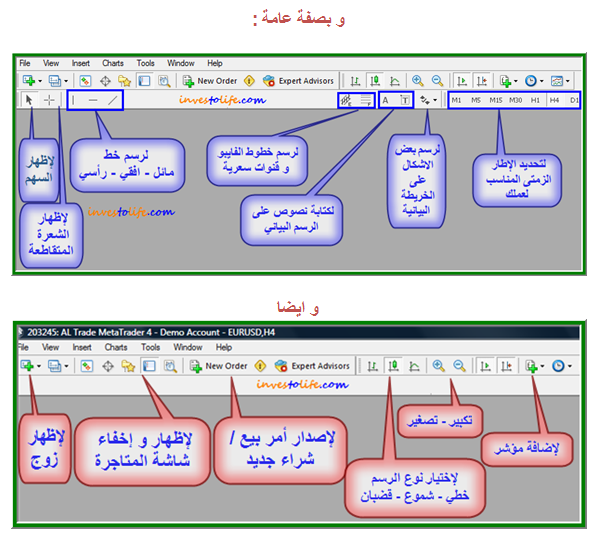 و بصفة عامة :
File View Insert Charts Tools Window Help
New Order Expert Advisors
investolife.com A T M1 M5 M15 M30 H1 H4 D1
لإظهار
السهم
لرسم خط
مائل - افقي - رأسي
لرسم خطوط الفايبو
و قنوات سعرية
لرسم بعض
الاشكال
على
الخريطة
البيانية
لتحديد الإطار
الزمتى المناسب
لعملك
لإظهار
الشعرة
المتقاطعة
investolife.com
لكتابة نصوص على
الرسم البياني
و ايضا
203245: AL Trade MetaTrader 4 - Demo Account - EURUSD,H4
File View Insert Charts Tools Window Help
New Order Expert Advisors
investolife.com
لإظهار
زوج
لإظهار و إخفاء
شاشة المتاجرة
لإصدار أمر بيع /
شراء جديد
تكبير - تصغير
لإضافة مؤشر
لإختيار نوع الرسم
خطي - شموع - قضبان